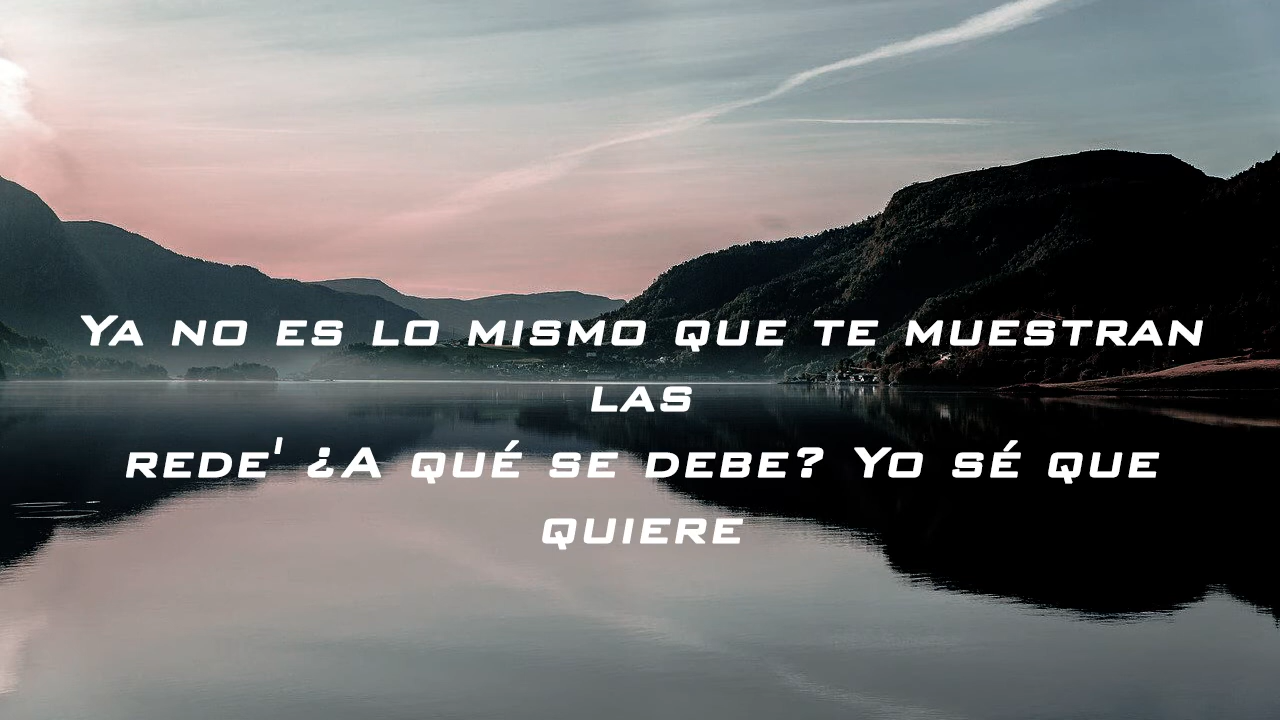 Ya no es lo mismo que te muestran
las
rede' ¿A qué se debe? Yo sé que
quiere